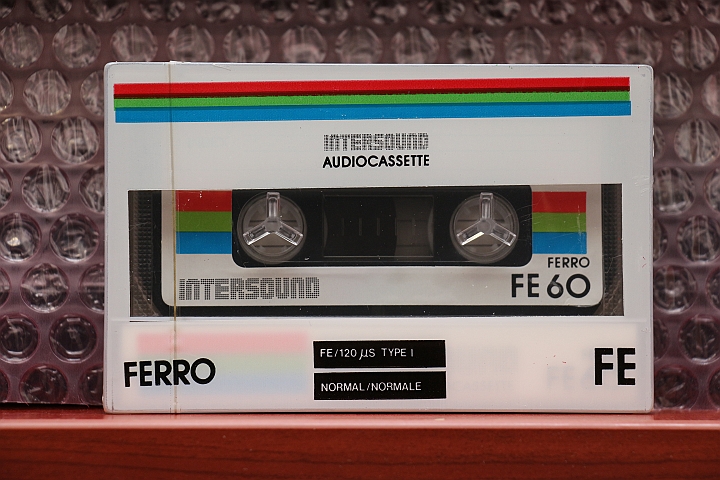 INTERSOUND
AUDIOCASSETTE
FERRO
INTERSOUND
FE 60
FERRO
FE/120 µS TYPE I
NORMAL/NORMALE
FE